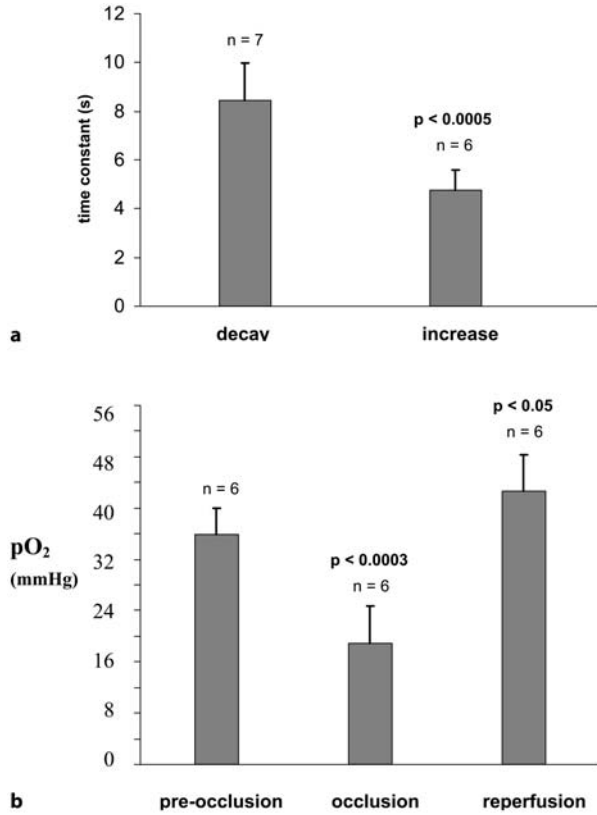 12
10
8
6
4
2
0
time constant (s)
n = 7
p < 0.0005
n = 6
decay
increase
a
56
48
40
32
24
16
8
0
pO₂
(mmHg)
n = 6
p < 0.0003
n = 6
p < 0.05
n = 6
pre-occlusion
occlusion
reperfusion
b